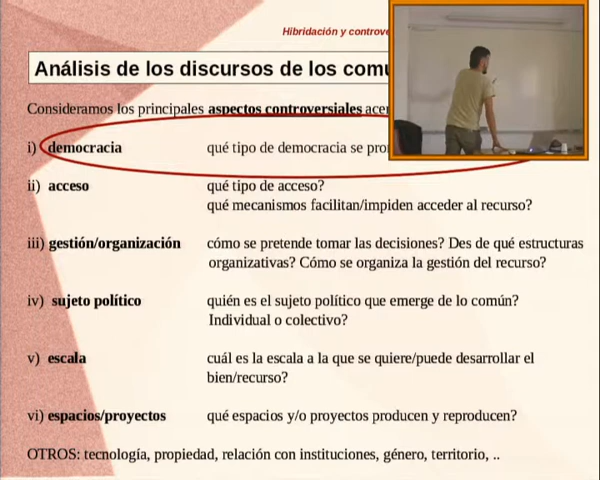 Hibridación y
Análisis de los discursos de los
Consideramos los principales aspectos controversiales
i) democracia qué tipo de democracia se
ii) acceso qué tipo de acceso?
qué mecanismos facilitan/impiden acceder al recurso?
iii) gestión/organización cómo se pretende tomar las decisiones? Des de qué estructuras
organizativas? Cómo se organiza la gestión del recurso?
iv) sujeto político quién es el sujeto político que emerge de lo común?
Individual o colectivo?
v) escala cuál es la escala a la que se quiere/puede desarrollar el
bien/recurso?
vi) espacios/proyectos qué espacios y/o proyectos producen y reproducen?
OTROS: tecnología, propiedad, relación con instituciones, género, territorio, ..